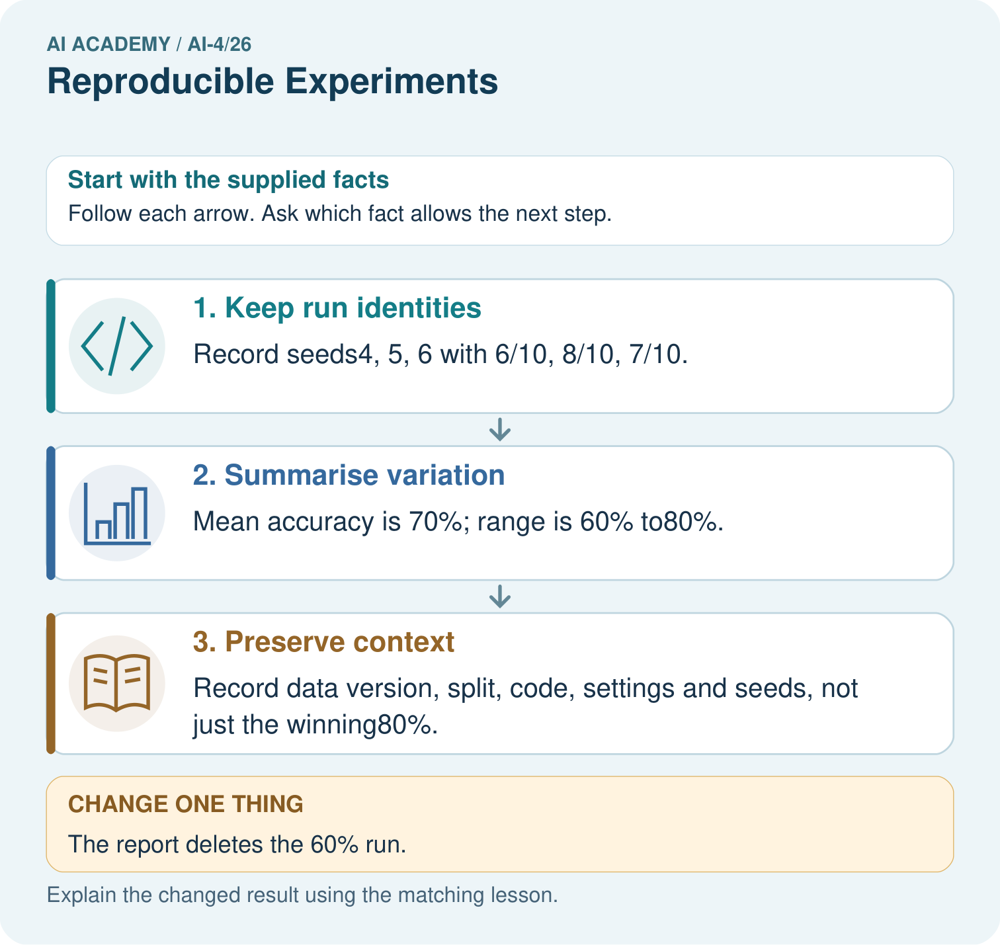 AI ACADEMY / AI-4/26
Reproducible Experiments
Start with the supplied facts
Follow each arrow. Ask which fact allows the next step.
1. Keep run identities
Record seeds4, 5, 6 with 6/10, 8/10, 7/10.
2. Summarise variation
Mean accuracy is 70%; range is 60% to80%.
3. Preserve context
Record data version, split, code, settings and seeds, not
just the winning80%.
CHANGE ONE THING
The report deletes the 60% run.
Explain the changed result using the matching lesson.